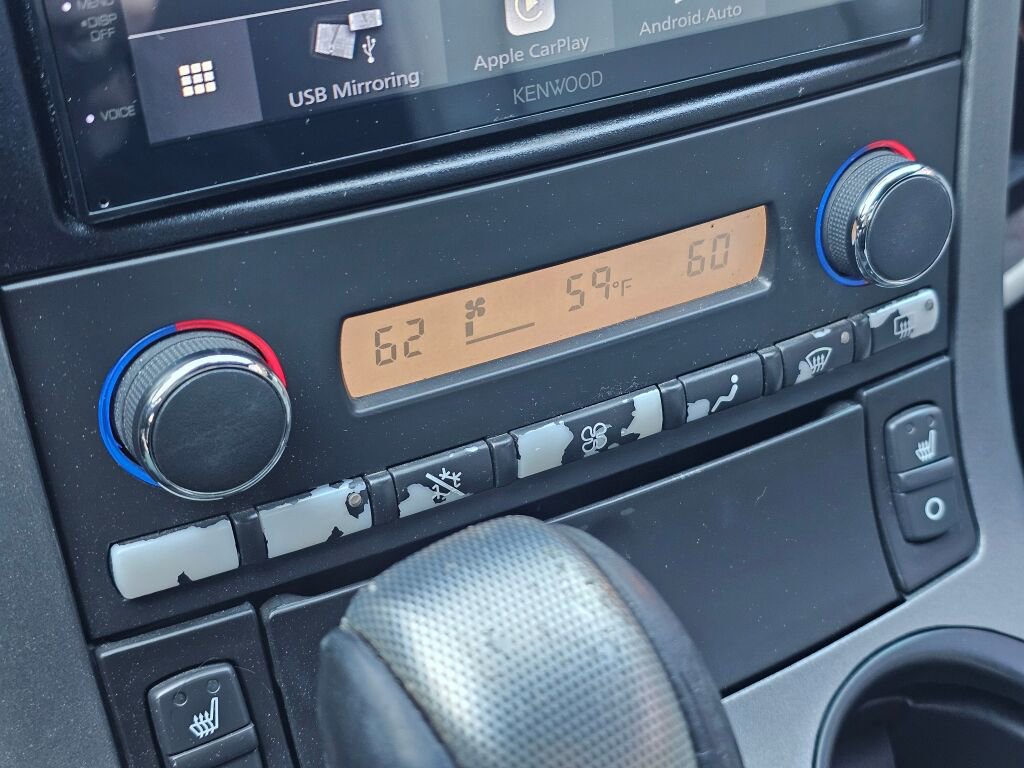 MENU
•DISP
OFF
VOICE
USB Mirroring
Apple CarPlay
Android Auto
KENWOOD
62
59°F
60